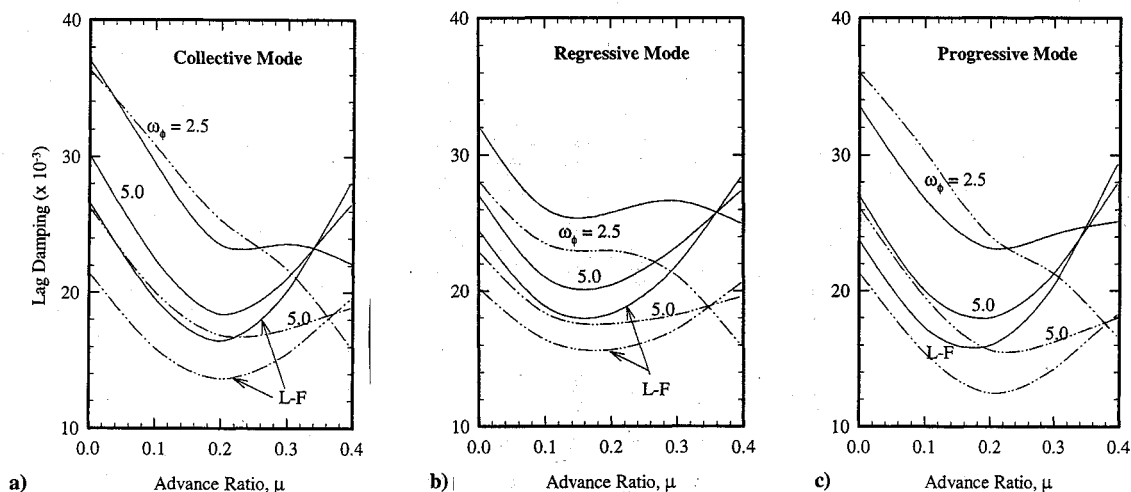 Collective Mode
Regressive Mode
Progressive Mode
Lag Damping (x 10⁻³)
40
30
20
10
ω_ϕ = 2.5
5.0
5.0
L-F
0.0 0.1 0.2 0.3 0.4
a) Advance Ratio, μ
40
30
20
10
ω_ϕ = 2.5
5.0
5.0
L-F
0.0 0.1 0.2 0.3 0.4
b) Advance Ratio, μ
40
30
20
10
ω_ϕ = 2.5
5.0
5.0
L-F
0.0 0.1 0.2 0.3 0.4
c) Advance Ratio, μ